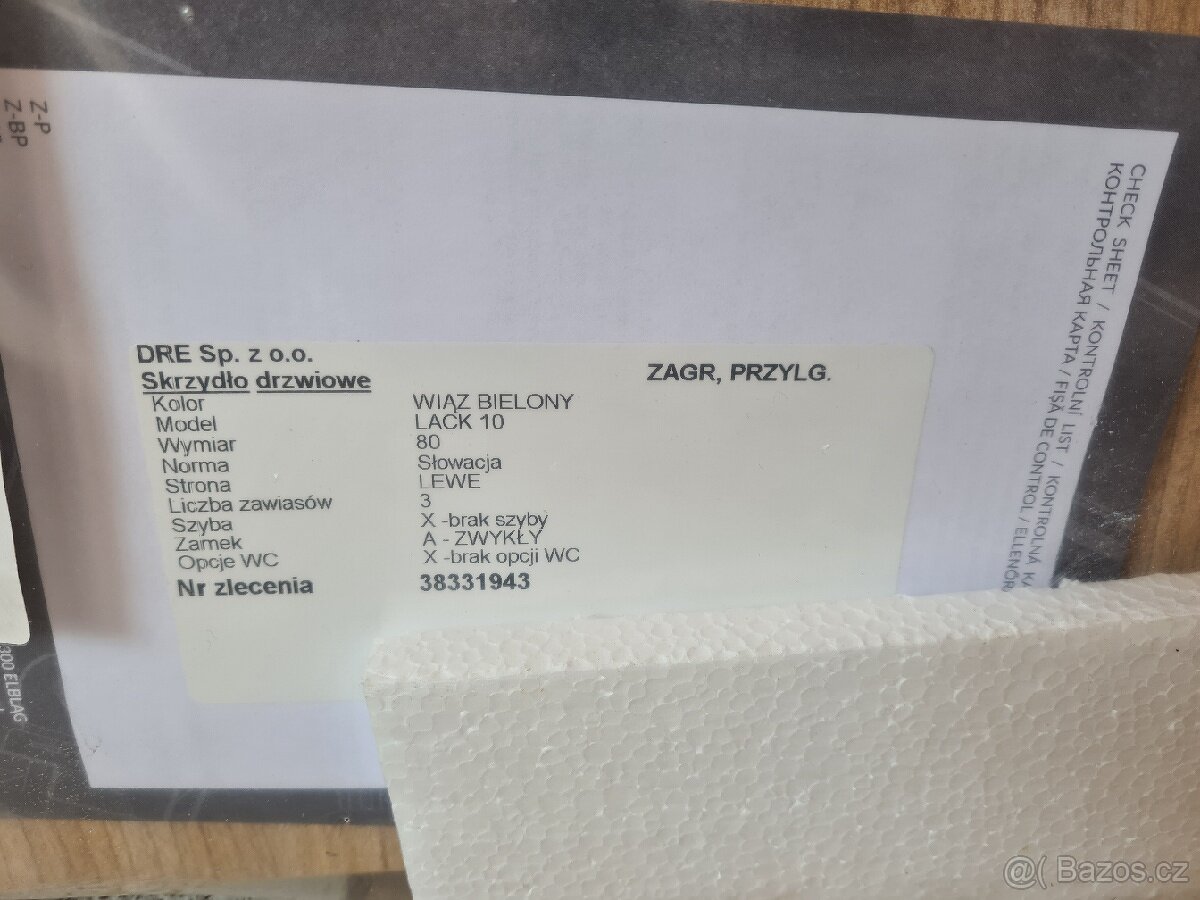 DRE Sp. z o.o.
Skrzydło drzwiowe
ZAGR, PRZYLG.
Kolor WIĄZ BIELONY
Model LACK 10
Wymiar 80
Norma Słowacja
Strona LEWE
Liczba zawiasów 3
Szyba X -brak szyby
Zamek A - ZWYKŁY
Opcje WC X -brak opcji WC
Nr zlecenia 38331943
CHECK SHEET / KONTROLNÍ LIST / KONTROLNÁ
КОНТРОЛЬНАЯ КАРТА / FIŞĂ DE CONTROL /
Z-P
Z-BP
300 ELBLĄG
@( Bazos.cz